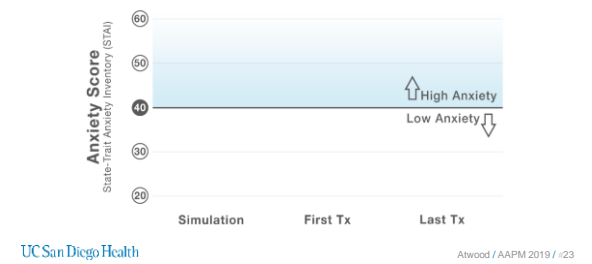 Anxiety Score
State-Trait Anxiety Inventory (STAI)
60
50
40
30
20
High Anxiety
Low Anxiety
Simulation First Tx Last Tx
UC San Diego Health
Atwood / AAPM 2019 / #23